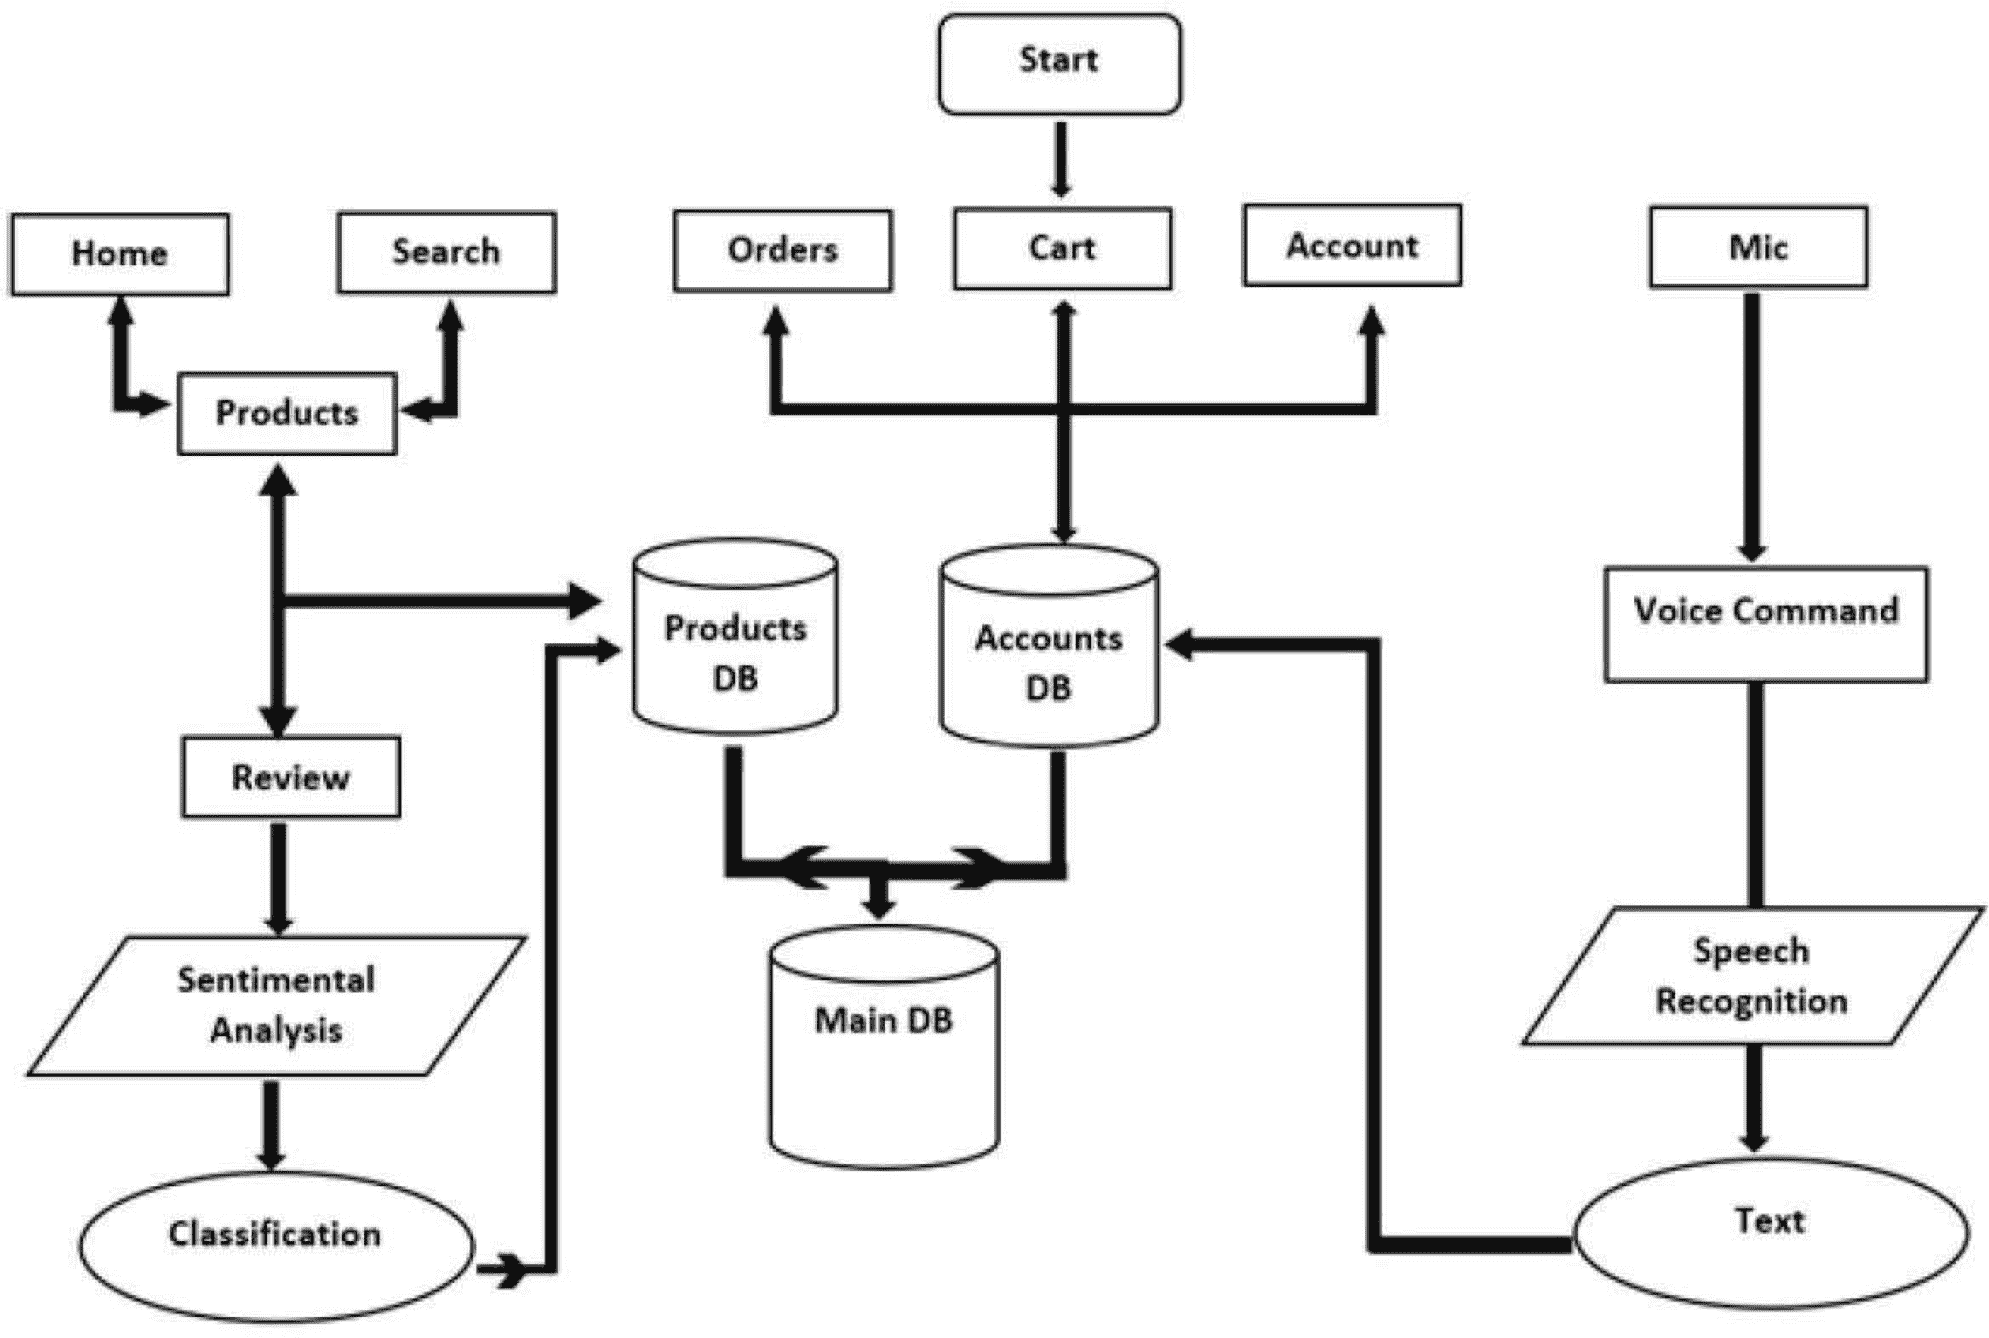 Start
Home
Search
Orders
Cart
Account
Mic
Products
Products
DB
Accounts
DB
Voice Command
Review
Sentimental
Analysis
Main DB
Speech
Recognition
Classification
Text